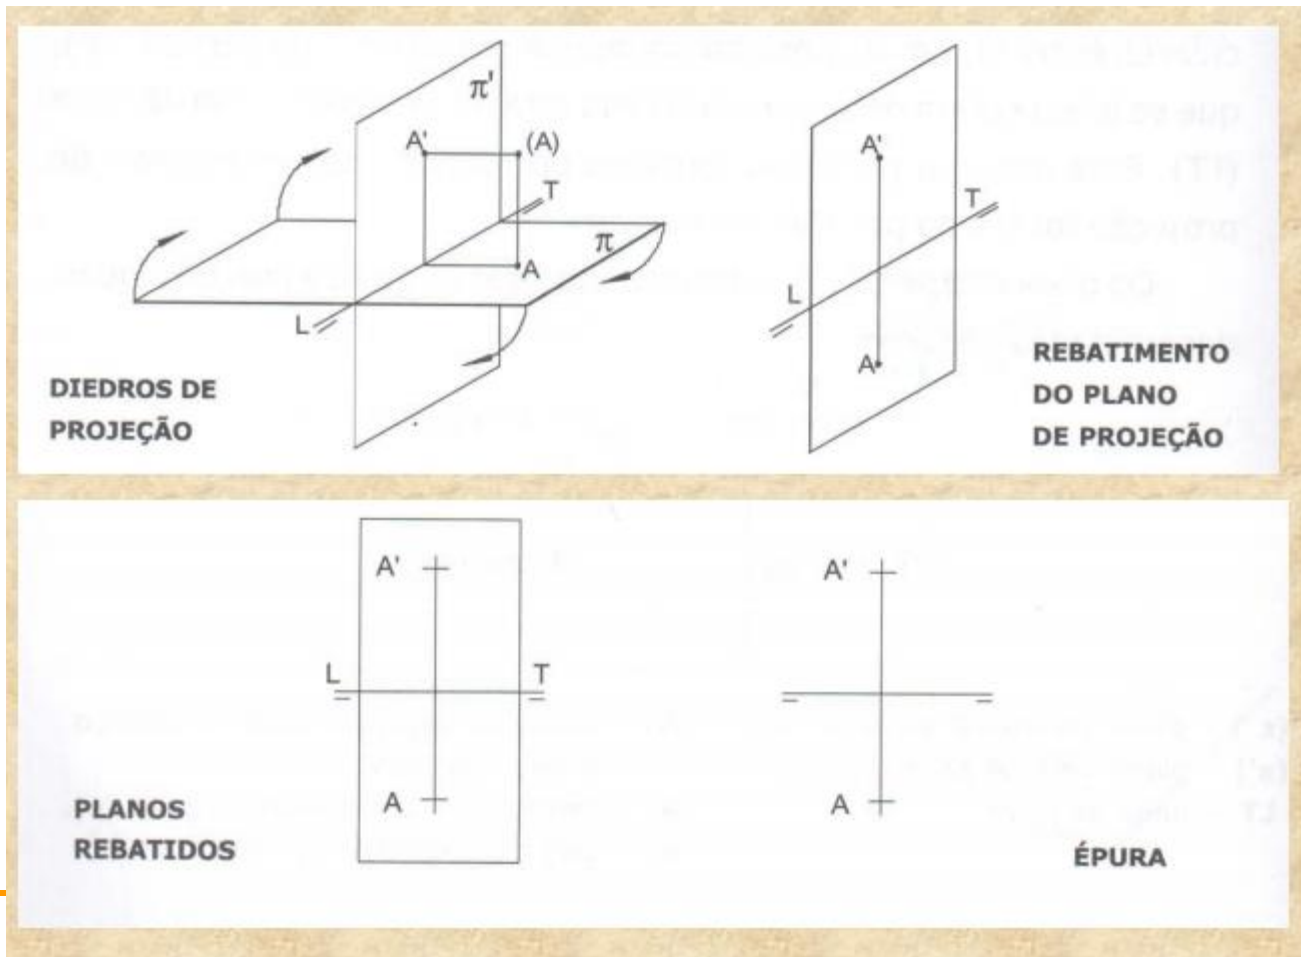 π'
A' (A)
T
π
A
L
DIEDROS DE
PROJEÇÃO
A'
T
L
A
REBATIMENTO
DO PLANO
DE PROJEÇÃO
A'
L T
A
PLANOS
REBATIDOS
A'
A
ÉPURA